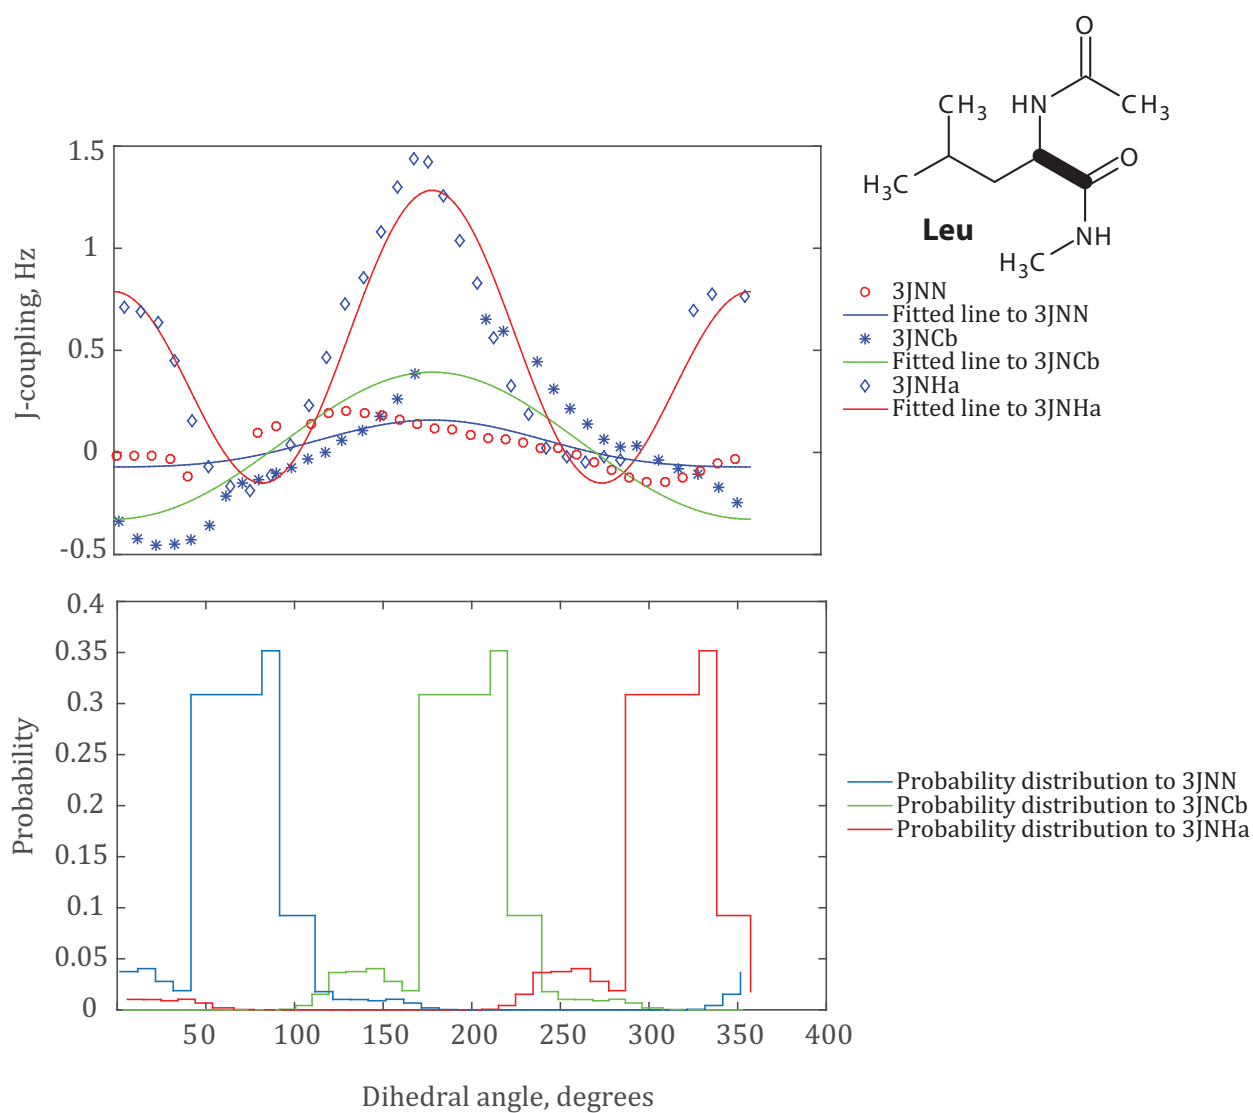 O
CH3
HN
CH3
O
H3C
Leu
NH
H3C
1.5
1
0.5
0
-0.5
J-coupling, Hz
3JNN
Fitted line to 3JNN
3JNCb
Fitted line to 3JNCb
3JNHa
Fitted line to 3JNHa
0.4
0.35
0.3
0.25
0.2
0.15
0.1
0.05
0
Probability
50 100 150 200 250 300 350 400
Dihedral angle, degrees
Probability distribution to 3JNN
Probability distribution to 3JNCb
Probability distribution to 3JNHa